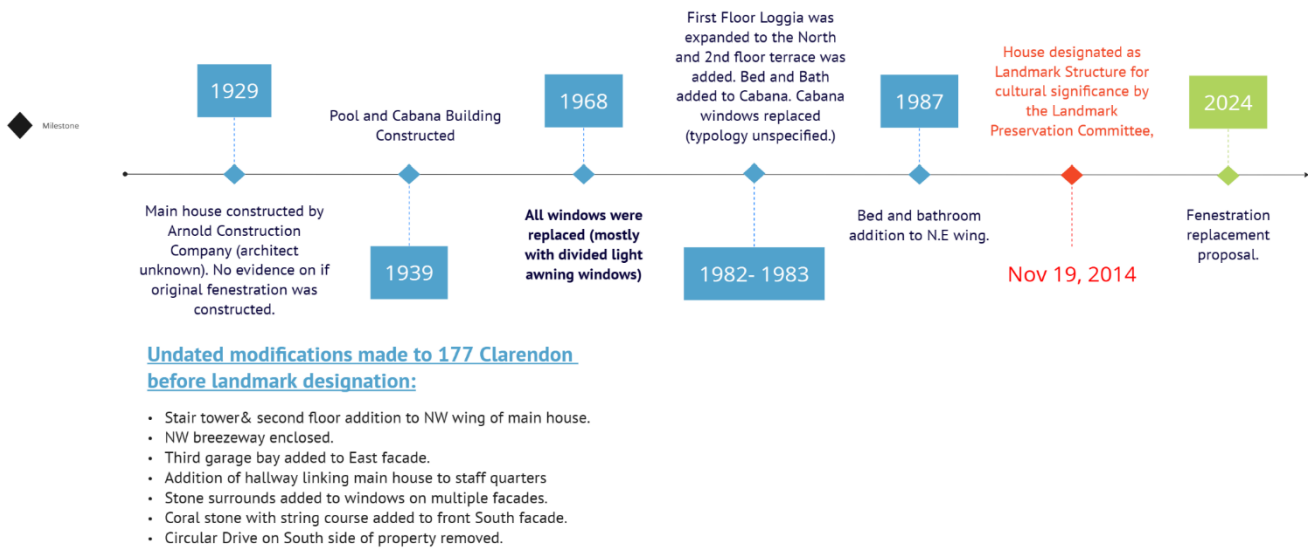 Milestone
1929
Main house constructed by
Arnold Construction
Company (architect
unknown). No evidence on if
original fenestration was
constructed.
Pool and Cabana Building
Constructed
1939
1968
All windows were
replaced (mostly
with divided light
awning windows)
First Floor Loggia was
expanded to the North
and 2nd floor terrace was
added. Bed and Bath
added to Cabana. Cabana
windows replaced
(typology unspecified.)
1982- 1983
1987
Bed and bathroom
addition to N.E wing.
House designated as
Landmark Structure for
cultural significance by
the Landmark
Preservation Committee,
Nov 19, 2014
2024
Fenestration
replacement
proposal.
Undated modifications made to 177 Clarendon
before landmark designation:
• Stair tower& second floor addition to NW wing of main house.
• NW breezeway enclosed.
• Third garage bay added to East facade.
• Addition of hallway linking main house to staff quarters
• Stone surrounds added to windows on multiple facades.
• Coral stone with string course added to front South facade.
• Circular Drive on South side of property removed.